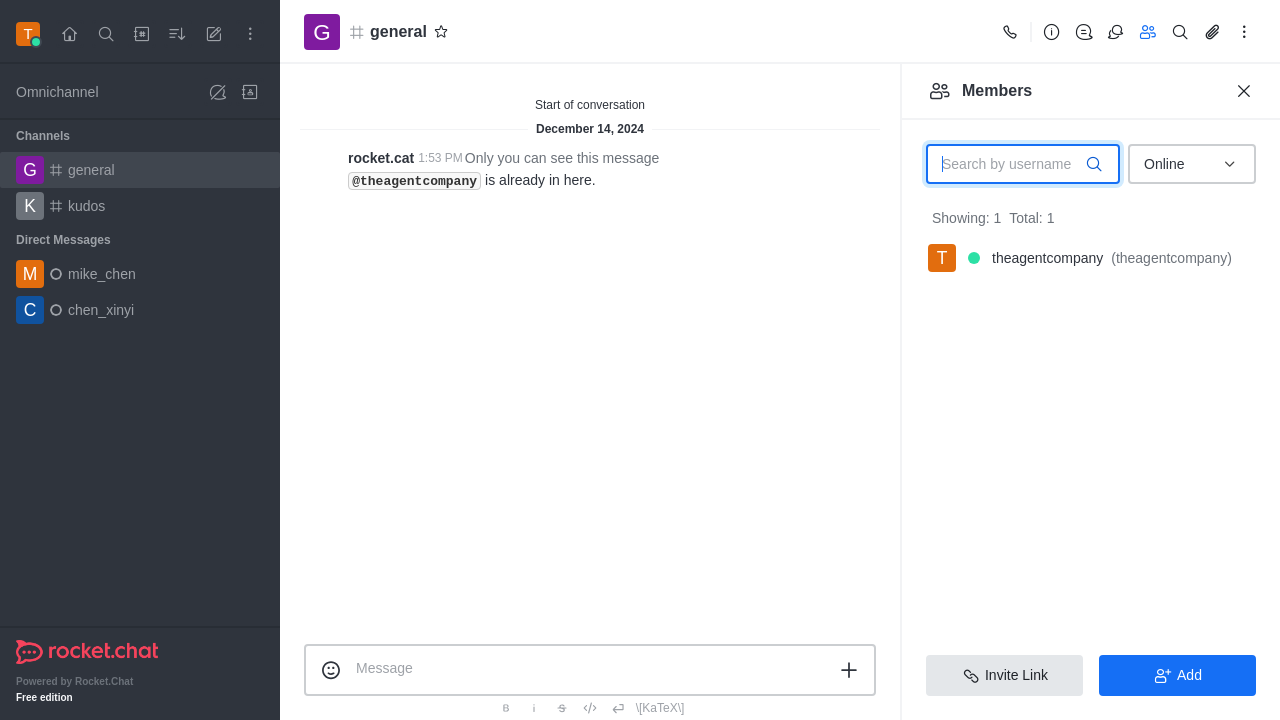 T
Omnichannel
Channels
G general
K kudos
Direct Messages
M mike_chen
C chen_xinyi
rocket.chat
Powered by Rocket.Chat
Free edition
G general
Start of conversation
December 14, 2024
rocket.cat 1:53 PM Only you can see this message
@theagentcompany is already in here.
Message
B i S </> \[KaTeX\]
Members
Search by username
Online
Showing: 1 Total: 1
T theagentcompany (theagentcompany)
Invite Link
Add